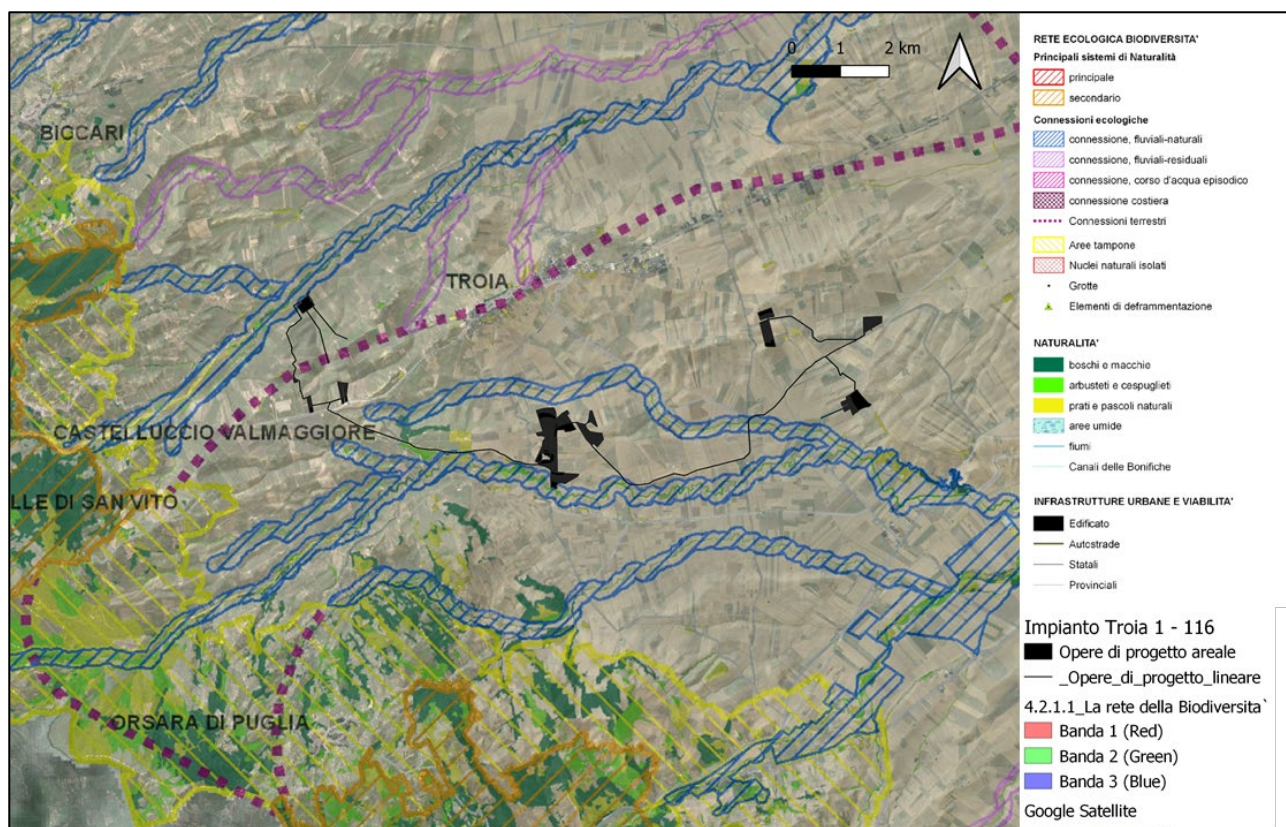 BICCARI
TROIA
CASTELLUCCIO VALMAGGIORE
LLE DI SAN VITO
ORSARA DI PUGLIA
0 1 2 km
RETE ECOLOGICA BIODIVERSITA'
Principali sistemi di Naturalità
principale
secondario
Connessioni ecologiche
connessione, fluviali-naturali
connessione, fluviali-residuali
connessione, corso d'acqua episodico
connessione costiera
Connessioni terrestri
Aree tampone
Nuclei naturali isolati
Grotte
Elementi di deframmentazione
NATURALITA'
boschi e macchie
arbusteti e cespuglieti
prati e pascoli naturali
aree umide
fiumi
Canali delle Bonifiche
INFRASTRUTTURE URBANE E VIABILITA'
Edificato
Autostrade
Statali
Provinciali
Impianto Troia 1 - 116
Opere di progetto areale
_Opere_di_progetto_lineare
4.2.1.1_La rete della Biodiversita`
Banda 1 (Red)
Banda 2 (Green)
Banda 3 (Blue)
Google Satellite